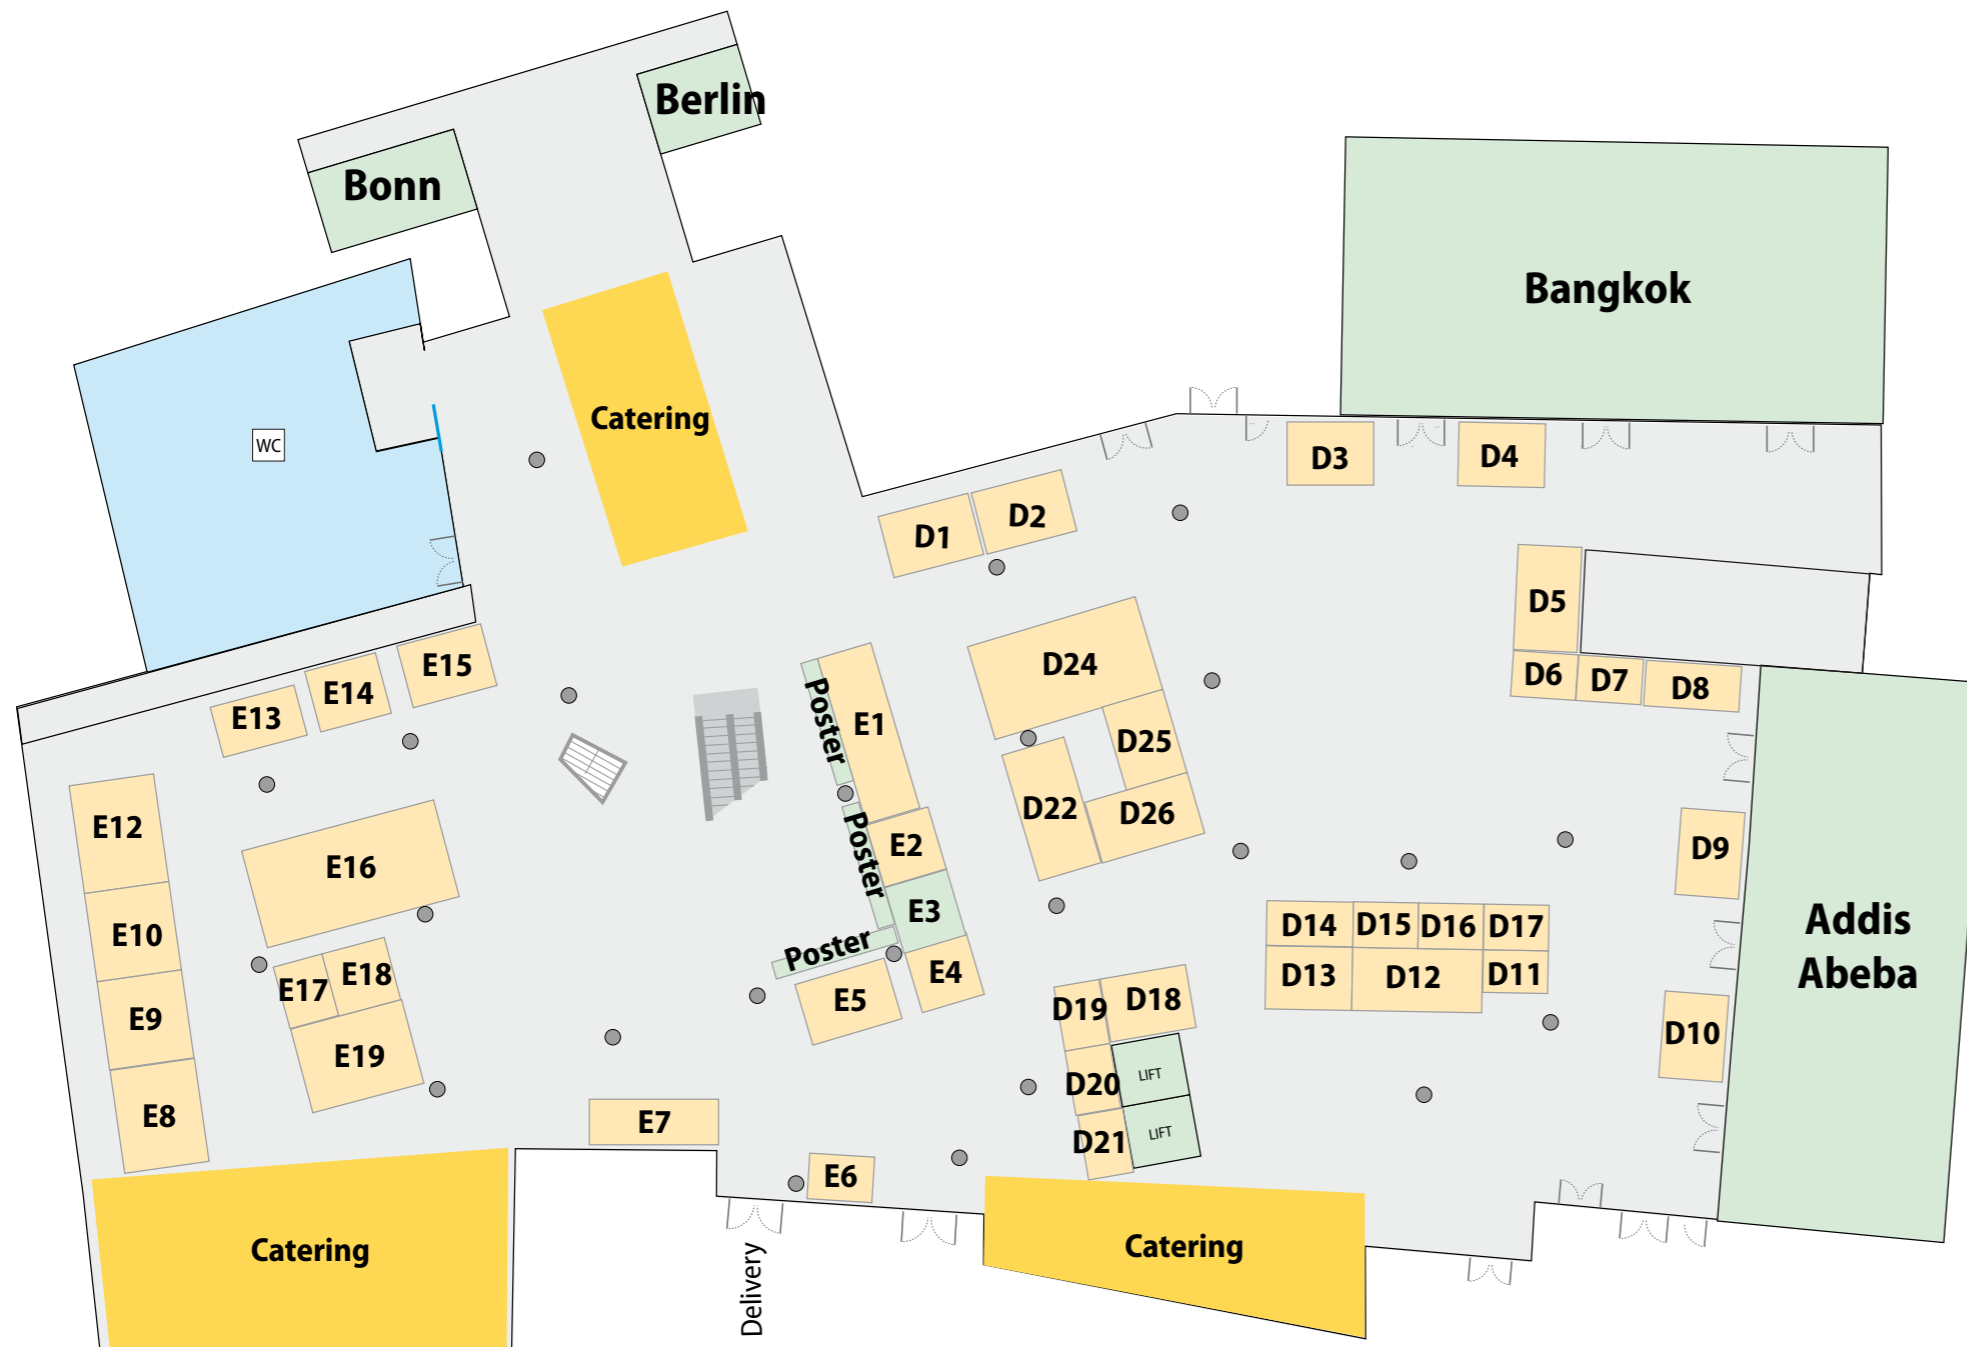 Berlin
Bonn
Bangkok
Catering
WC
D3
D4
D2
D1
D5
D24
E15
D6
D7
D8
E14
E13
Poster
E1
D25
D22
D26
E12
Poster
E2
D9
E16
E3
Addis
Abeba
D14
D15
D16
D17
E10
Poster
E4
E17
E18
D13
D12
D11
E5
D19
D18
E9
D10
E19
D20
LIFT
E8
E7
D21
LIFT
E6
Catering
Delivery
Catering